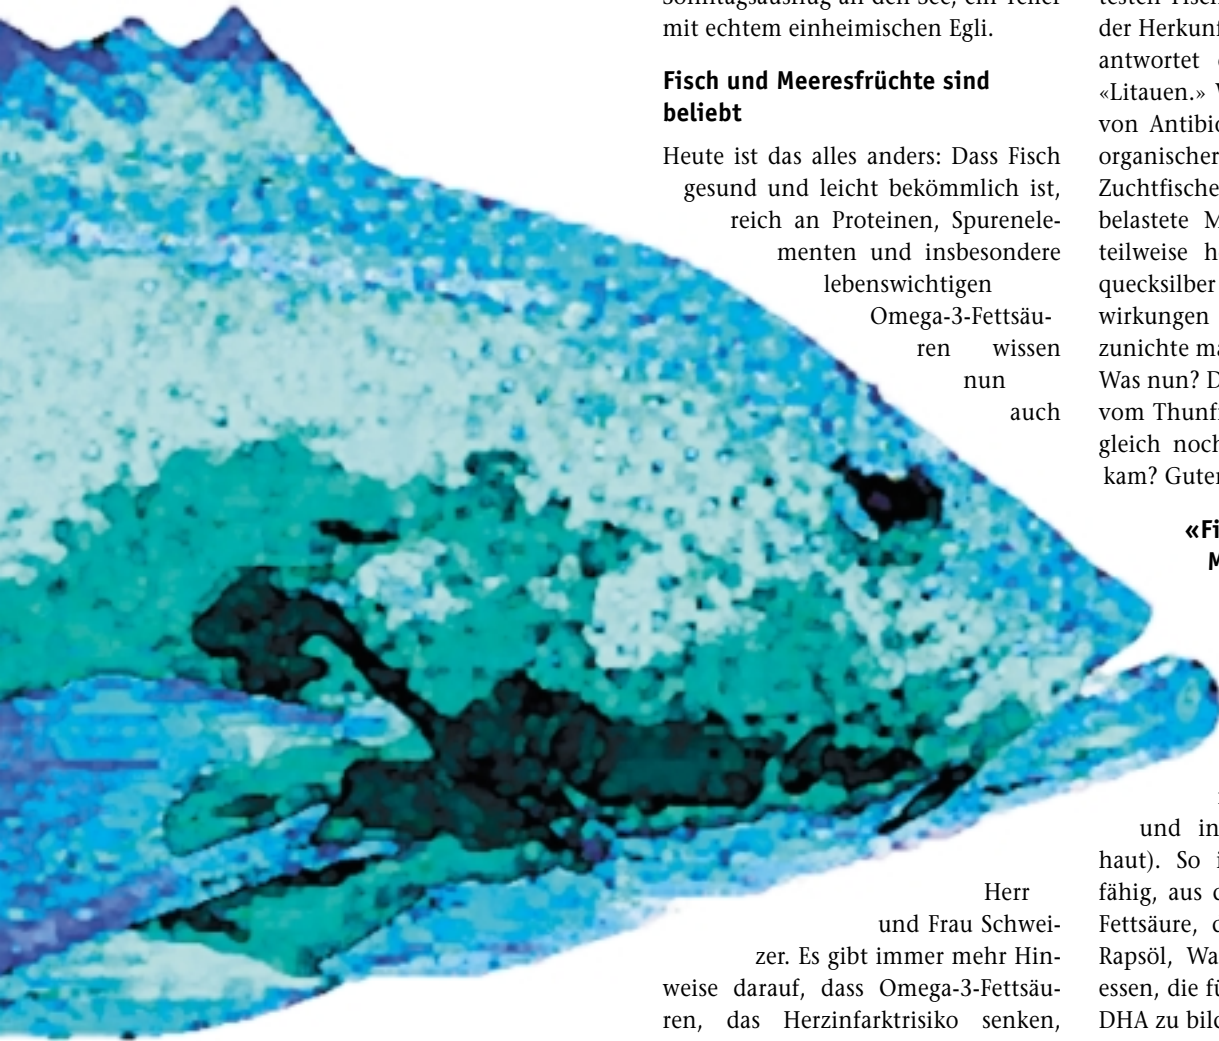 mit echtem einheimischen Egli.
Fisch und Meeresfrüchte sind
beliebt
Heute ist das alles anders: Dass Fisch
gesund und leicht bekömmlich ist,
reich an Proteinen, Spurenele-
menten und insbesondere
lebenswichtigen
Omega-3-Fettsäu-
ren wissen
nun
auch
Herr
und Frau Schwei-
zer. Es gibt immer mehr Hin-
weise darauf, dass Omega-3-Fettsäu-
ren, das Herzinfarktrisiko senken,
der Herkunf
antwortet
«Litauen.»
von Antibio
organischer
Zuchtfische
belastete M
teilweise h
quecksilber
wirkungen
zunichte ma
Was nun? D
vom Thunfi
gleich noch
kam? Guten
«Fi
M
und in
haut). So i
fähig, aus d
Fettsäure, d
Rapsöl, Wa
essen, die fü
DHA zu bild